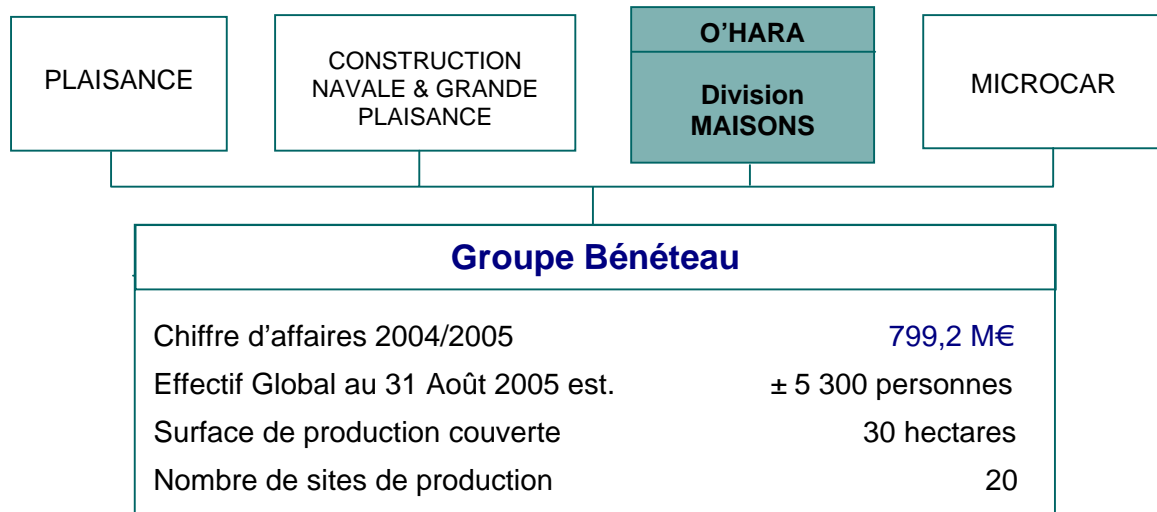 PLAISANCE
CONSTRUCTION
NAVALE & GRANDE
PLAISANCE
O’HARA
Division
MAISONS
MICROCAR
Groupe Bénéteau
Chiffre d’affaires 2004/2005 799,2 M€
Effectif Global au 31 Août 2005 est. ± 5 300 personnes
Surface de production couverte 30 hectares
Nombre de sites de production 20